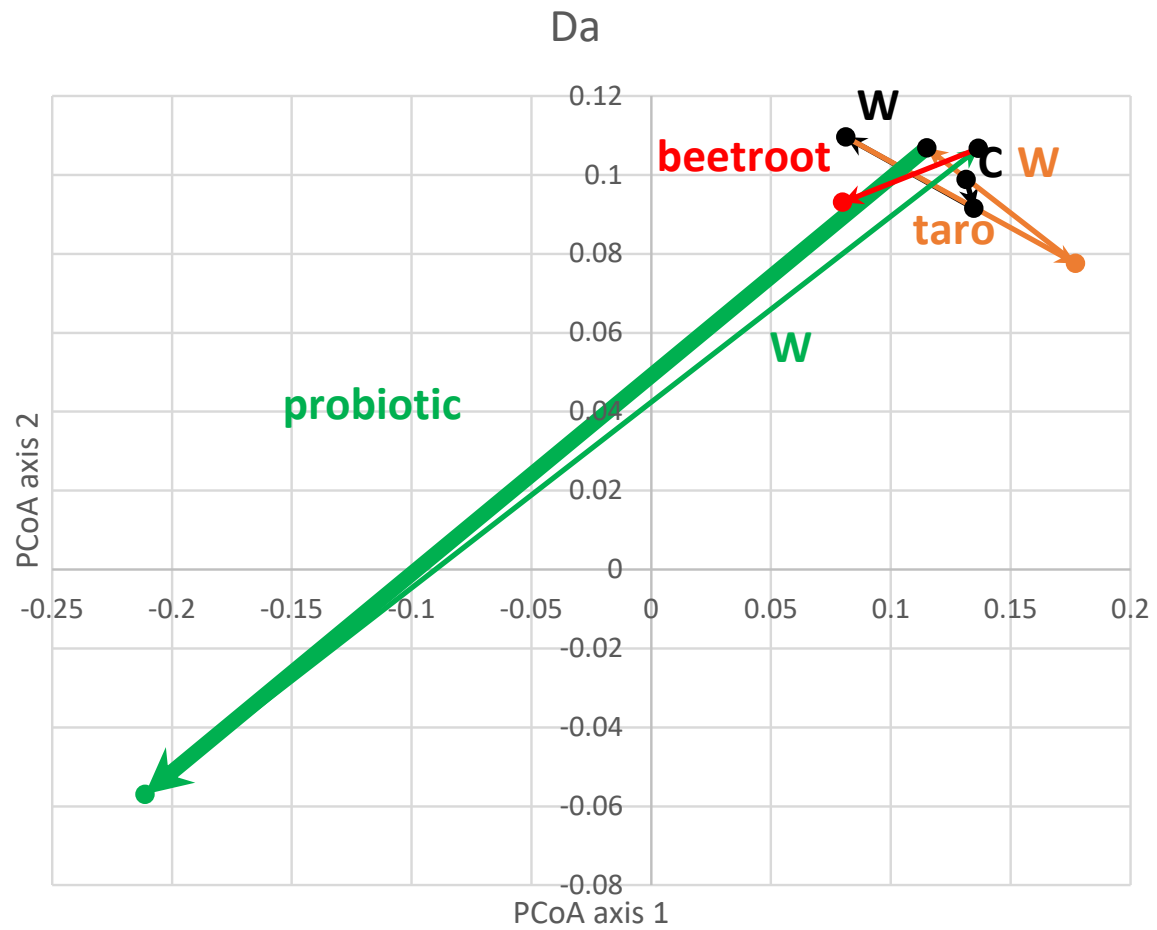 Da
0.12
W
beetroot
C W
0.1
taro
0.08
0.06
W
probiotic
0.04
PCoA axis 2
0.02
0
-0.25 -0.2 -0.15 -0.1 -0.05 0 0.05 0.1 0.15 0.2
-0.02
-0.04
-0.06
-0.08
PCoA axis 1